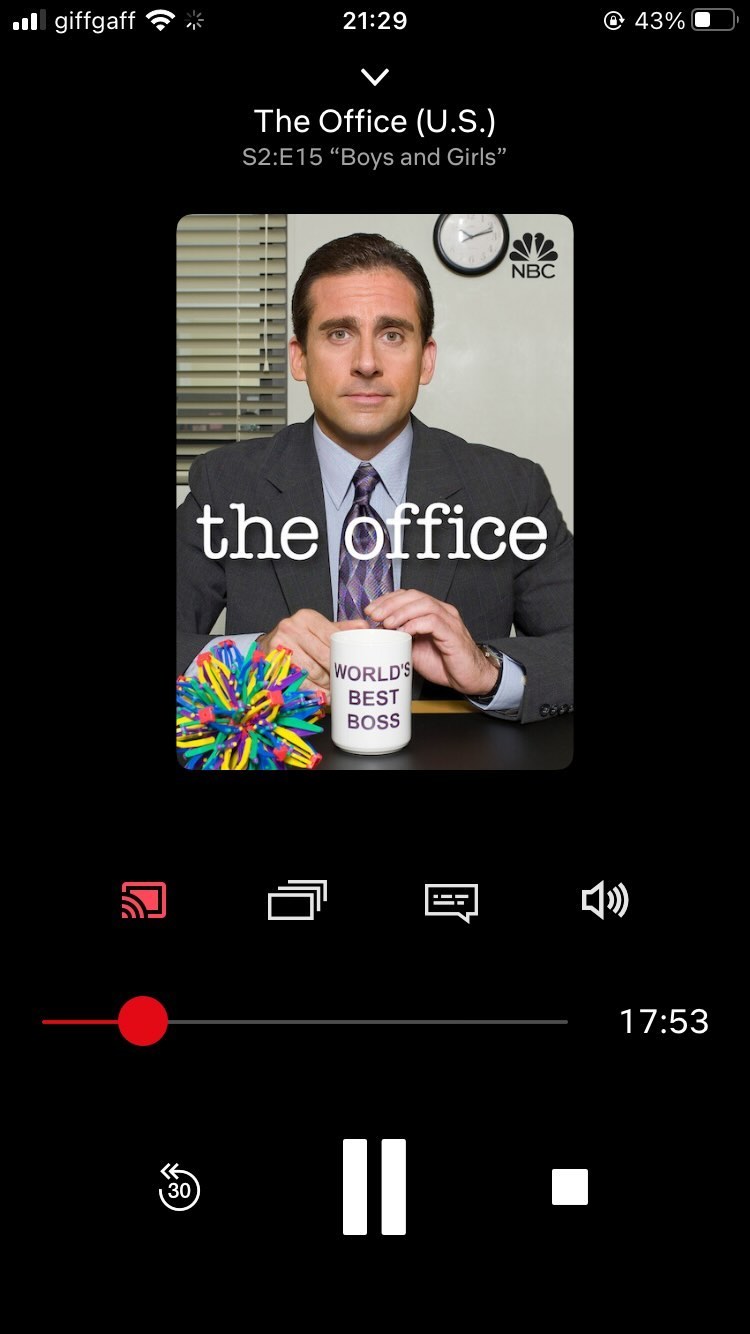 giffgaff 21:29 43%
The Office (U.S.)
S2:E15 “Boys and Girls”
NBC
the office
WORLD'S
BEST
BOSS
17:53
30